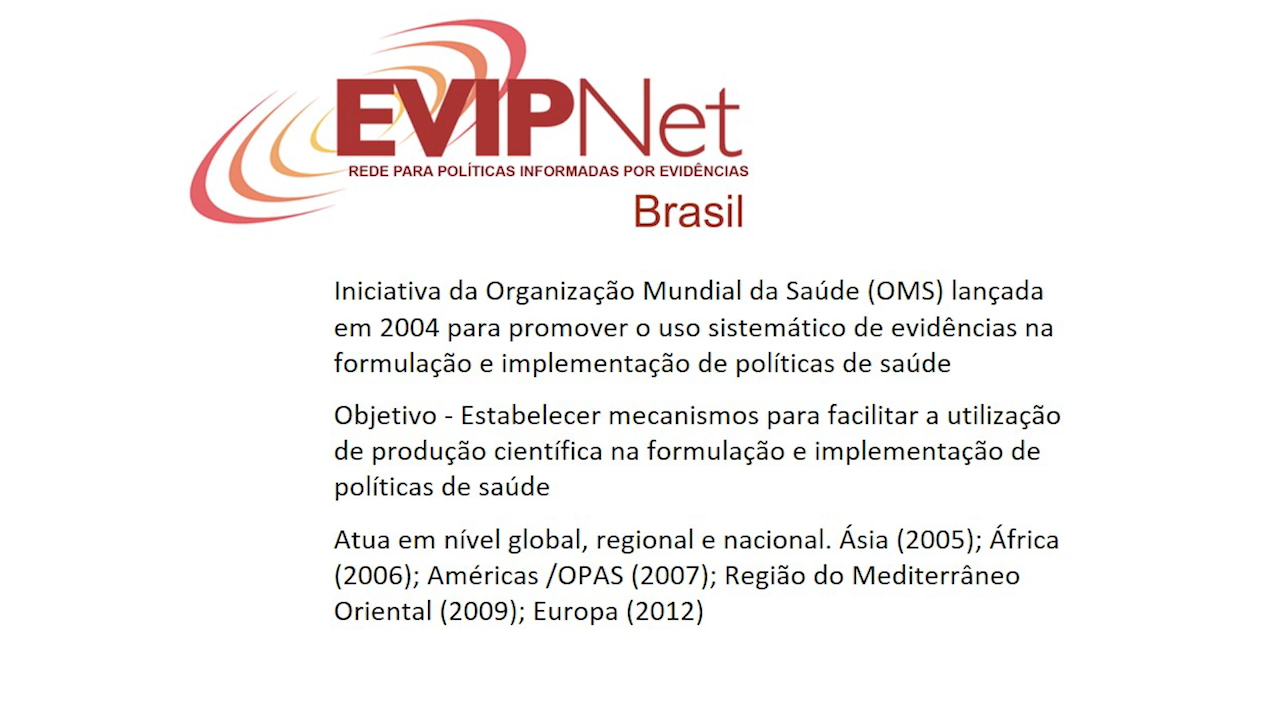 EVIPNet
REDE PARA POLÍTICAS INFORMADAS POR EVIDÊNCIAS
Brasil
Iniciativa da Organização Mundial da Saúde (OMS) lançada
em 2004 para promover o uso sistemático de evidências na
formulação e implementação de políticas de saúde
Objetivo - Estabelecer mecanismos para facilitar a utilização
de produção científica na formulação e implementação de
políticas de saúde
Atua em nível global, regional e nacional. Ásia (2005); África
(2006); Américas /OPAS (2007); Região do Mediterrâneo
Oriental (2009); Europa (2012)